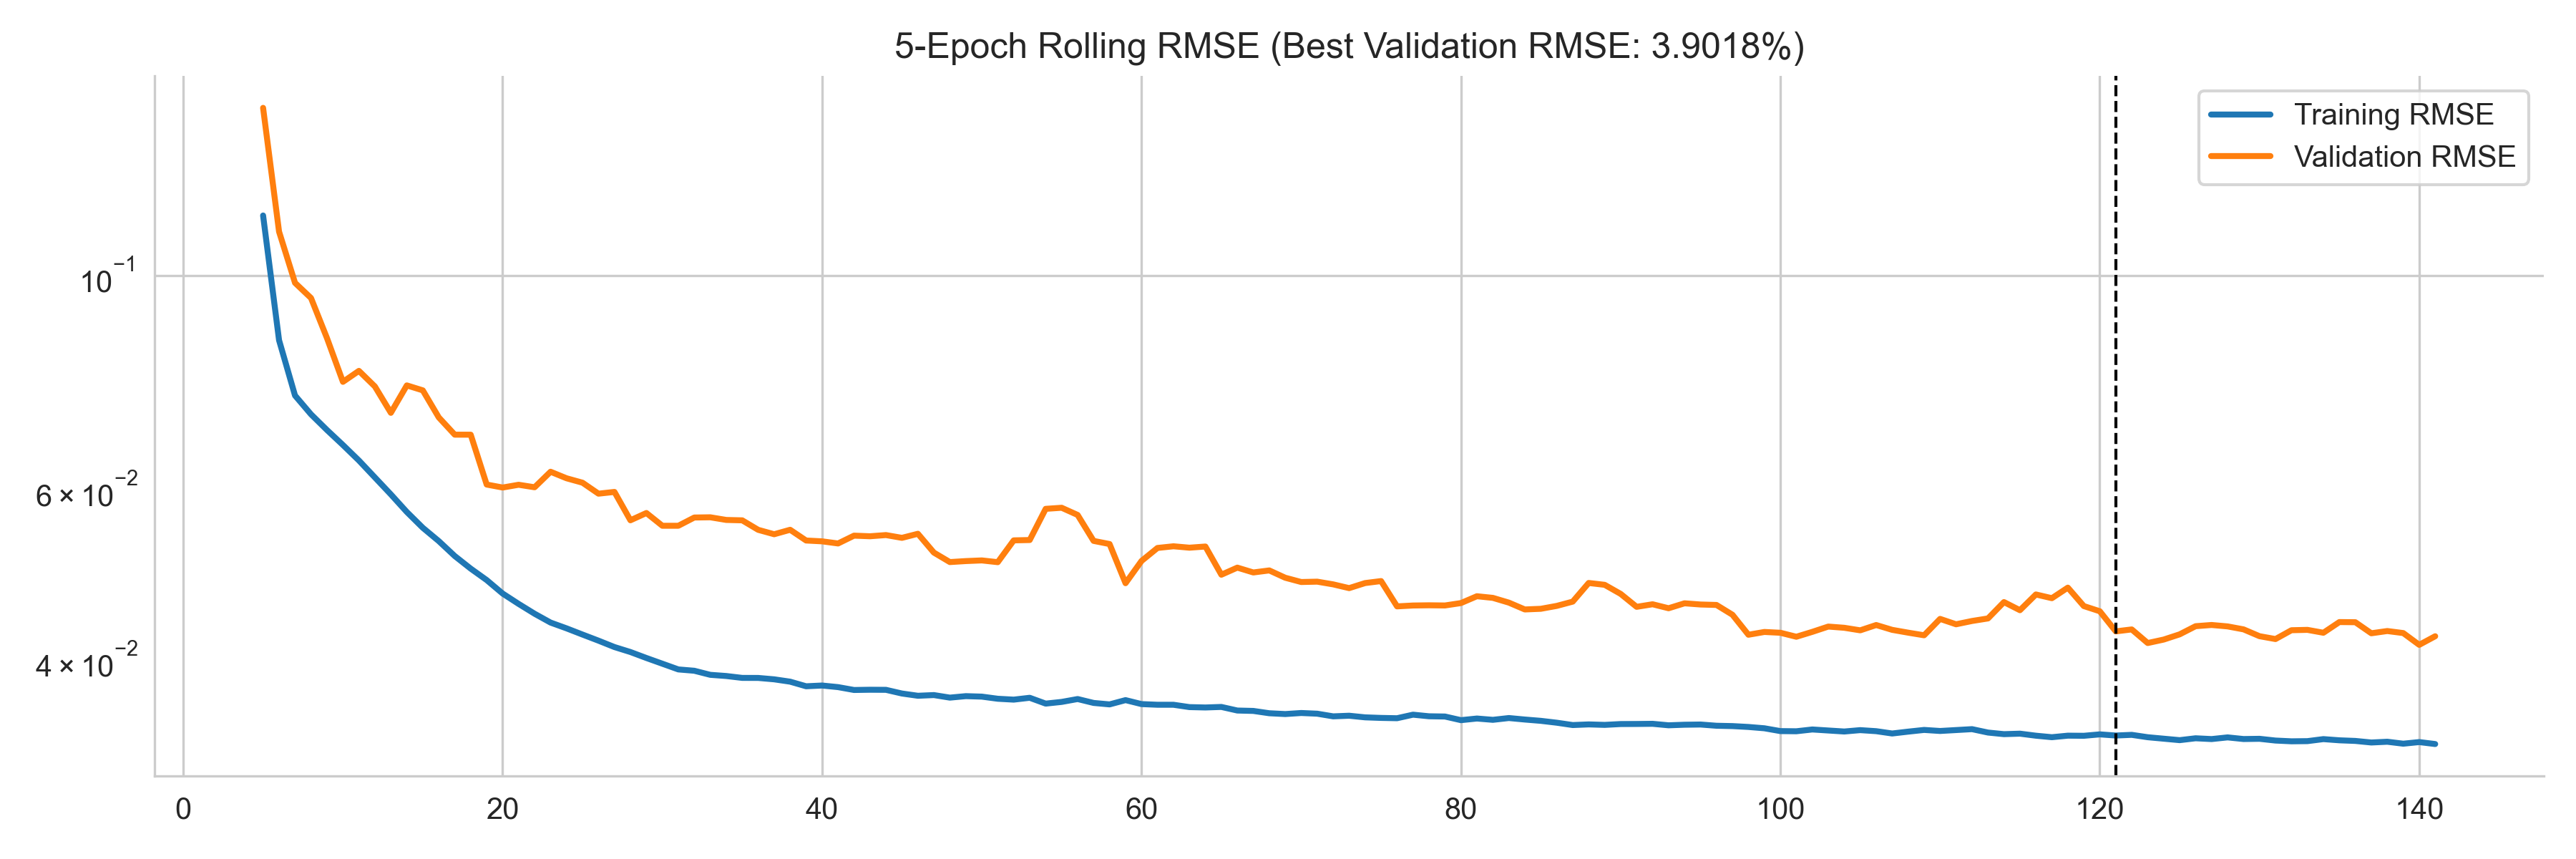 5-Epoch Rolling RMSE (Best Validation RMSE: 3.9018%)
Training RMSE
Validation RMSE
10⁻¹
6 × 10⁻²
4 × 10⁻²
0 20 40 60 80 100 120 140